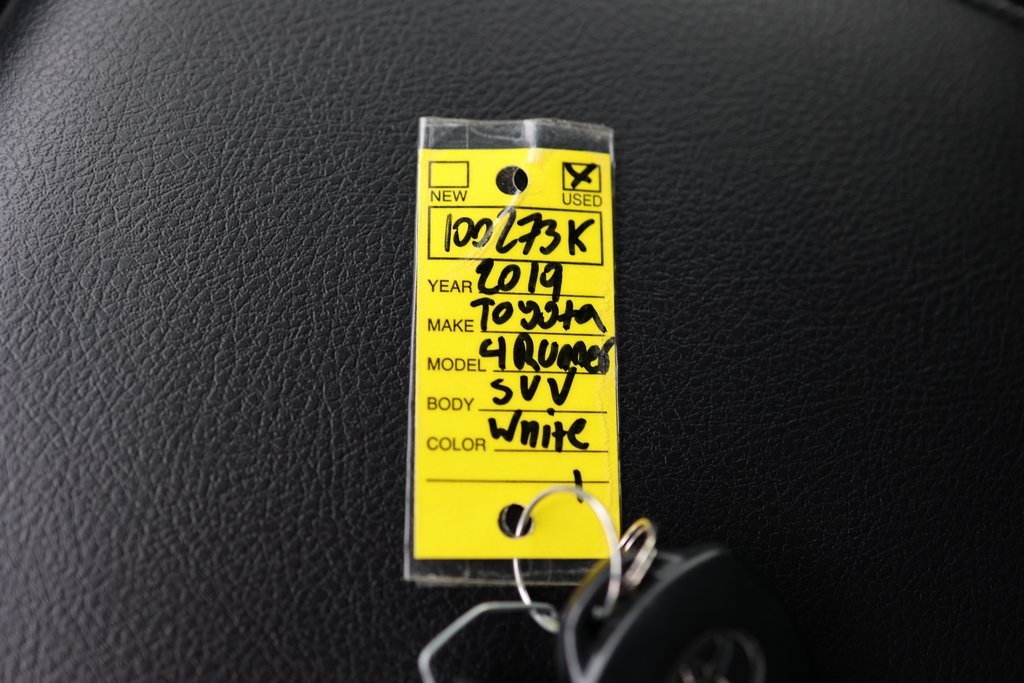 NEW USED
100273K
YEAR 2019
MAKE Toyota
MODEL 4Runner
BODY SUV
COLOR White